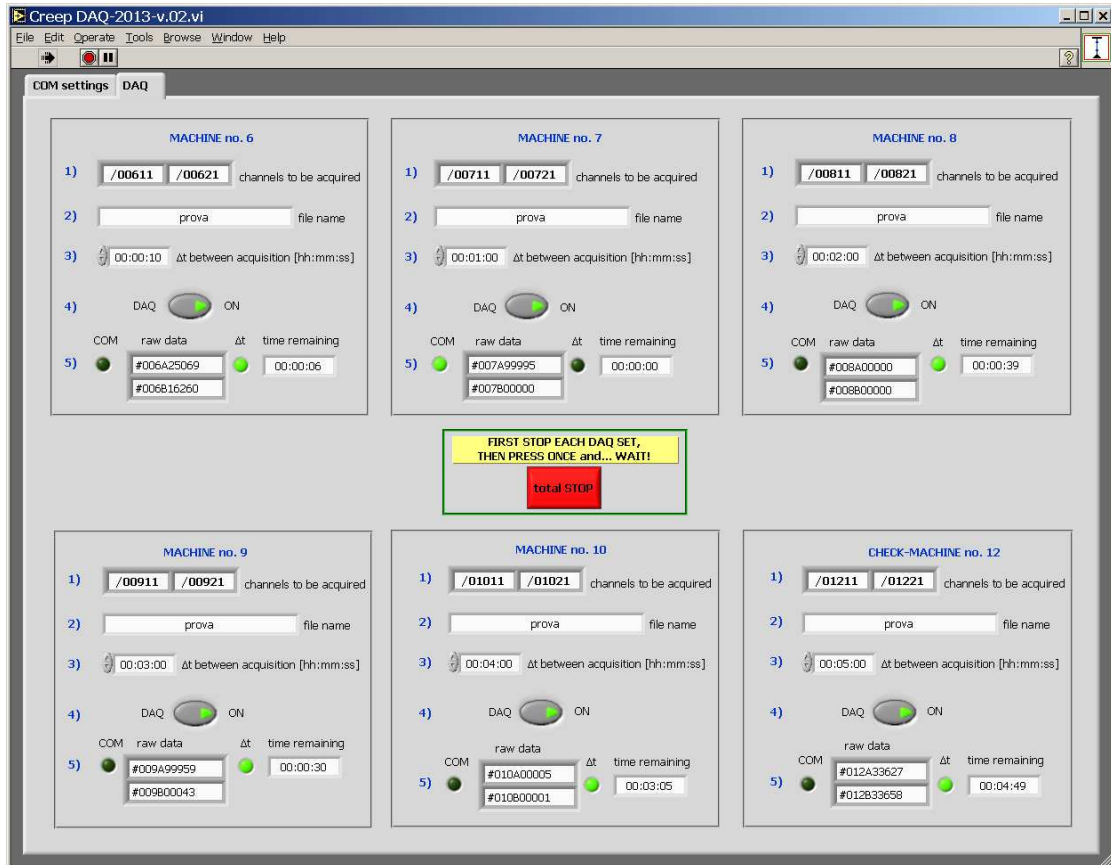 Creep DAQ-2013-v.02.vi
File Edit Operate Tools Browse Window Help
COM settings DAQ
MACHINE no. 6
1) /00611 /00621 channels to be acquired
2) prova file name
3) 00:00:10 Δt between acquisition [hh:mm:ss]
4) DAQ ON
COM raw data Δt time remaining
5) #006A25069 00:00:06
#006B16260
MACHINE no. 7
1) /00711 /00721 channels to be acquired
2) prova file name
3) 00:01:00 Δt between acquisition [hh:mm:ss]
4) DAQ ON
COM raw data Δt time remaining
5) #007A99995 00:00:00
#007B00000
MACHINE no. 8
1) /00811 /00821 channels to be acquired
2) prova file name
3) 00:02:00 Δt between acquisition [hh:mm:ss]
4) DAQ ON
COM raw data Δt time remaining
5) #008A00000 00:00:39
#008B00000
FIRST STOP EACH DAQ SET,
THEN PRESS ONCE and... WAIT!
total STOP
MACHINE no. 9
1) /00911 /00921 channels to be acquired
2) prova file name
3) 00:03:00 Δt between acquisition [hh:mm:ss]
4) DAQ ON
COM raw data Δt time remaining
5) #009A99959 00:00:30
#009B00043
MACHINE no. 10
1) /01011 /01021 channels to be acquired
2) prova file name
3) 00:04:00 Δt between acquisition [hh:mm:ss]
4) DAQ ON
raw data
COM Δt time remaining
5) #010A00005 00:03:05
#010B00001
CHECK-MACHINE no. 12
1) /01211 /01221 channels to be acquired
2) prova file name
3) 00:05:00 Δt between acquisition [hh:mm:ss]
4) DAQ ON
raw data
COM Δt time remaining
5) #012A33627 00:04:49
#012B33658